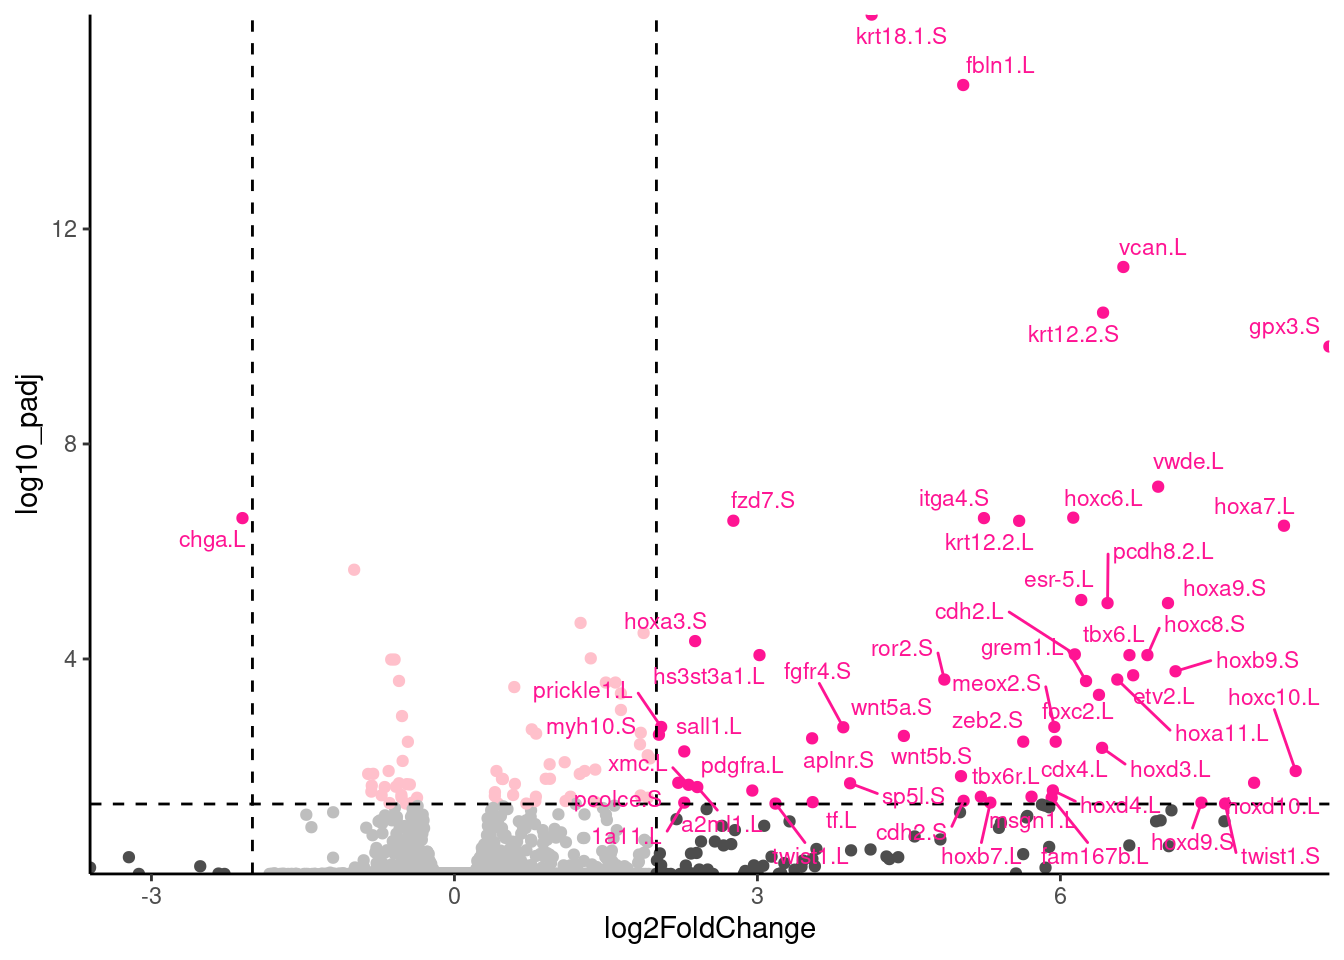 krt18.1.S
fbln1.L
12
vcan.L
krt12.2.S
gpx3.S
log10_padj
8
vwde.L
fzd7.S
itga4.S
hoxc6.L
hoxa7.L
chga.L
krt12.2.L
pcdh8.2.L
esr-5.L
hoxa9.S
cdh2.L
hoxa3.S
hoxc8.S
tbx6.L
4
ror2.S
grem1.L
hoxb9.S
hs3st3a1.L
fgfr4.S
meox2.S
prickle1.L
etv2.L
hoxc10.L
wnt5a.S
foxc2.L
myh10.S
sall1.L
zeb2.S
hoxa11.L
wnt5b.S
xmc.L
pdgfra.L
aplnr.S
tbx6r.L
cdx4.L
hoxd3.L
pcolce.S
sp5l.S
hoxd4.L
hoxd10.L
a2ml1.L
tf.L
msgn1.L
1a11.L
cdh2.S
hoxd9.S
twist1.L
hoxb7.L
fam167b.L
twist1.S
-3
0
3
6
log2FoldChange